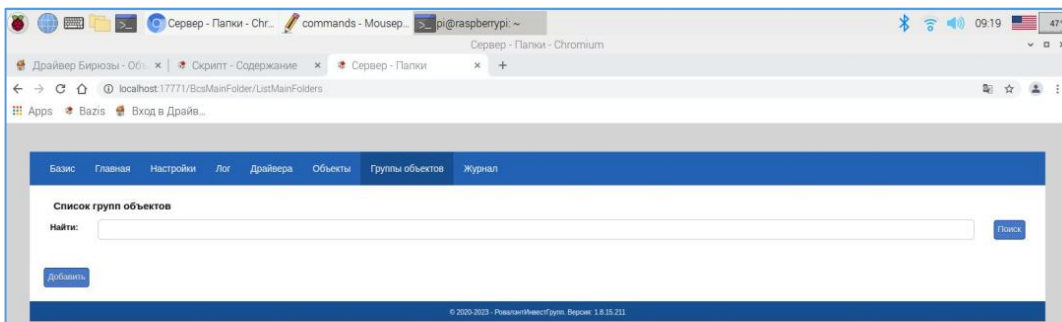 Сервер - Папки - Chr... commands - Mousep... pi@raspberrypi: ~ 09:19 47°
Сервер - Папки - Chromium
Драйвер Бирюзы - Об × Скрипт - Содержание × Сервер - Папки × +
localhost:17771/BcsMainFolder/ListMainFolders
Apps Bazis Вход в Драйв...
Базис Главная Настройки Лог Драйвера Объекты Группы объектов Журнал
Список групп объектов
Найти: Поиск
Добавить
© 2020-2023 - РовалэнтИнвестГрупп. Версия: 1.8.15.211